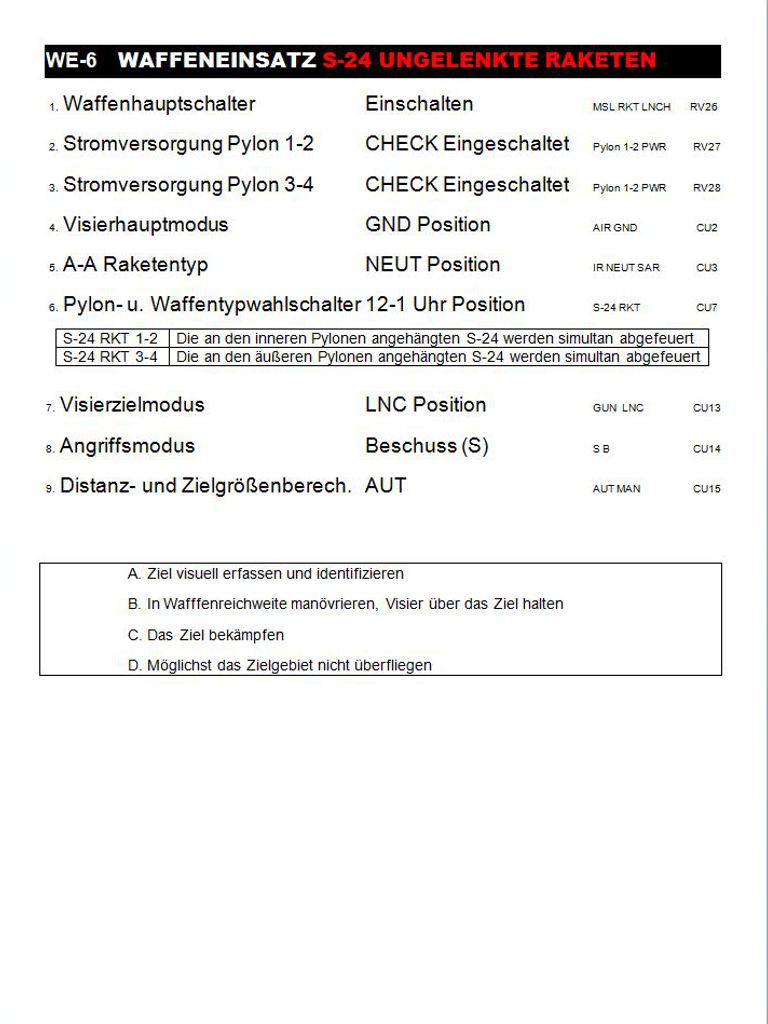 WE-6 WAFFENEINSATZ S-24 UNGELENKTE RAKETEN
1. Waffenhauptschalter Einschalten MSL RKT LNCH RV26
2. Stromversorgung Pylon 1-2 CHECK Eingeschaltet Pylon 1-2 PWR RV27
3. Stromversorgung Pylon 3-4 CHECK Eingeschaltet Pylon 1-2 PWR RV28
4. Visierhauptmodus GND Position AIR GND CU2
5. A-A Raketentyp NEUT Position IR NEUT SAR CU3
6. Pylon- u. Waffentypwahlschalter 12-1 Uhr Position S-24 RKT CU7
S-24 RKT 1-2 Die an den inneren Pylonen angehängten S-24 werden simultan abgefeuert
S-24 RKT 3-4 Die an den äußeren Pylonen angehängten S-24 werden simultan abgefeuert
7. Visierzielmodus LNC Position GUN LNC CU13
8. Angriffsmodus Beschuss (S) S B CU14
9. Distanz- und Zielgrößenberech. AUT AUT MAN CU15
A. Ziel visuell erfassen und identifizieren
B. In Wafffenreichweite manövrieren, Visier über das Ziel halten
C. Das Ziel bekämpfen
D. Möglichst das Zielgebiet nicht überfliegen